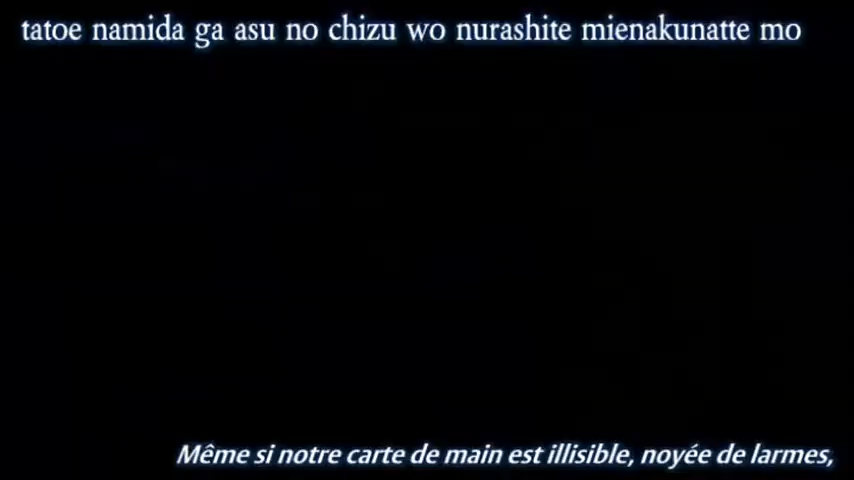 tatoe namida ga asu no chizu wo nurashite mienakunatte mo
Même si notre carte de main est illisible, noyée de larmes,